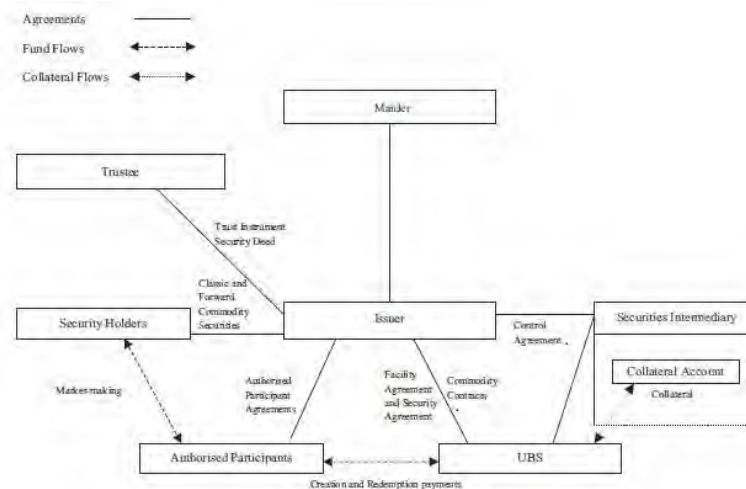 Agreements
Fund Flows
Collateral Flows
Master
Trustee
Trust Instrument
Security Deed
Classic and
Forward
Commodity
Securities
Security Holders
Issuer
Securities Intermediary
Control
Agreement
Collateral Account
Collateral
Market-making
Authorised
Participant
Agreements
Facility
Agreement
and Security
Agreement
Commodity
Contracts
Authorised Participants
UBS
Creation and Redemption payments